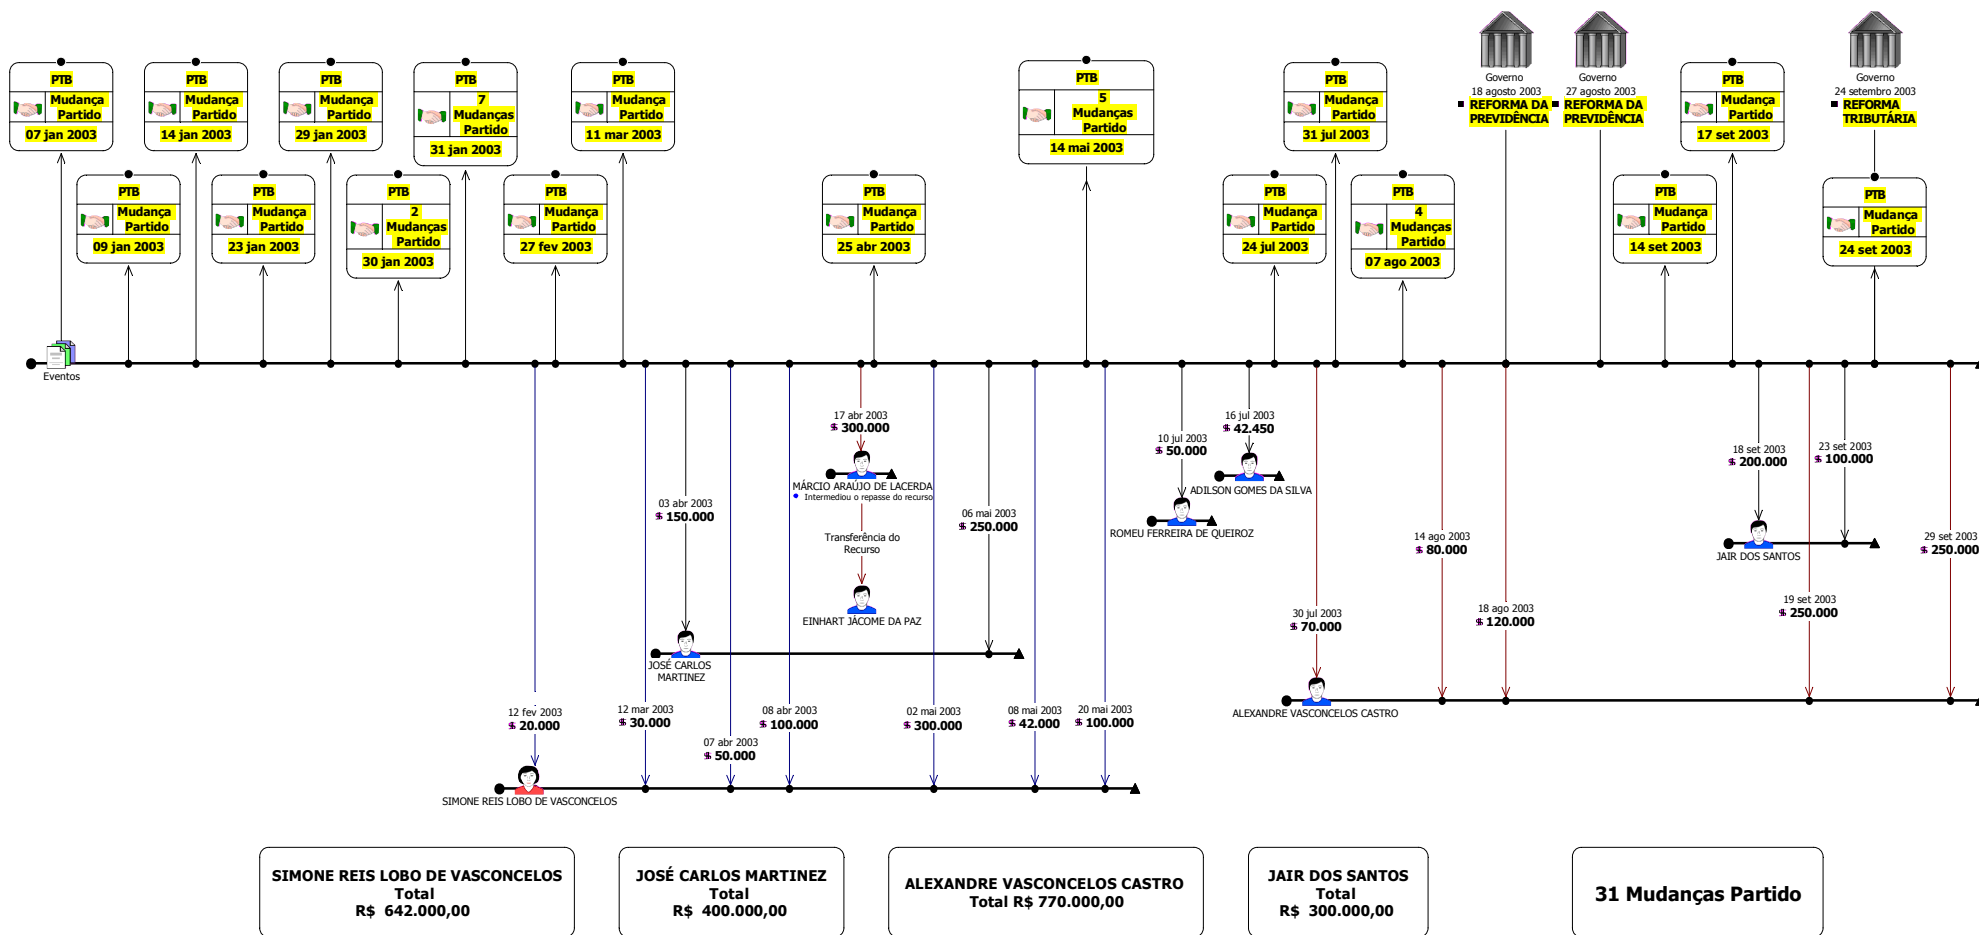 PTB
Mudança
Partido
07 jan 2003
PTB
Mudança
Partido
14 jan 2003
PTB
Mudança
Partido
29 jan 2003
PTB
7
Mudanças
Partido
31 jan 2003
PTB
Mudança
Partido
11 mar 2003
PTB
5
Mudanças
Partido
14 mai 2003
PTB
Mudança
Partido
31 jul 2003
Governo
18 agosto 2003
REFORMA DA
PREVIDÊNCIA
Governo
27 agosto 2003
REFORMA DA
PREVIDÊNCIA
PTB
Mudança
Partido
17 set 2003
Governo
24 setembro 2003
REFORMA
TRIBUTÁRIA
PTB
Mudança
Partido
09 jan 2003
PTB
Mudança
Partido
23 jan 2003
PTB
2
Mudanças
Partido
30 jan 2003
PTB
Mudança
Partido
27 fev 2003
PTB
Mudança
Partido
25 abr 2003
PTB
Mudança
Partido
24 jul 2003
PTB
4
Mudanças
Partido
07 ago 2003
PTB
Mudança
Partido
14 set 2003
PTB
Mudança
Partido
24 set 2003
Eventos
17 abr 2003
$ 300.000
MÁRCIO ARAÚJO DE LACERDA
Intermediou o repasse do recurso
Transferência do
Recurso
EINHART JÁCOME DA PAZ
03 abr 2003
$ 150.000
06 mai 2003
$ 250.000
JOSÉ CARLOS
MARTINEZ
10 jul 2003
$ 50.000
ROMEU FERREIRA DE QUEIROZ
16 jul 2003
$ 42.450
ADILSON GOMES DA SILVA
18 set 2003
$ 200.000
23 set 2003
$ 100.000
JAIR DOS SANTOS
30 jul 2003
$ 70.000
14 ago 2003
$ 80.000
18 ago 2003
$ 120.000
19 set 2003
$ 250.000
29 set 2003
$ 250.000
ALEXANDRE VASCONCELOS CASTRO
12 fev 2003
$ 20.000
12 mar 2003
$ 30.000
07 abr 2003
$ 50.000
08 abr 2003
$ 100.000
02 mai 2003
$ 300.000
08 mai 2003
$ 42.000
20 mai 2003
$ 100.000
SIMONE REIS LOBO DE VASCONCELOS
SIMONE REIS LOBO DE VASCONCELOS
Total
R$ 642.000,00
JOSÉ CARLOS MARTINEZ
Total
R$ 400.000,00
ALEXANDRE VASCONCELOS CASTRO
Total R$ 770.000,00
JAIR DOS SANTOS
Total
R$ 300.000,00
31 Mudanças Partido